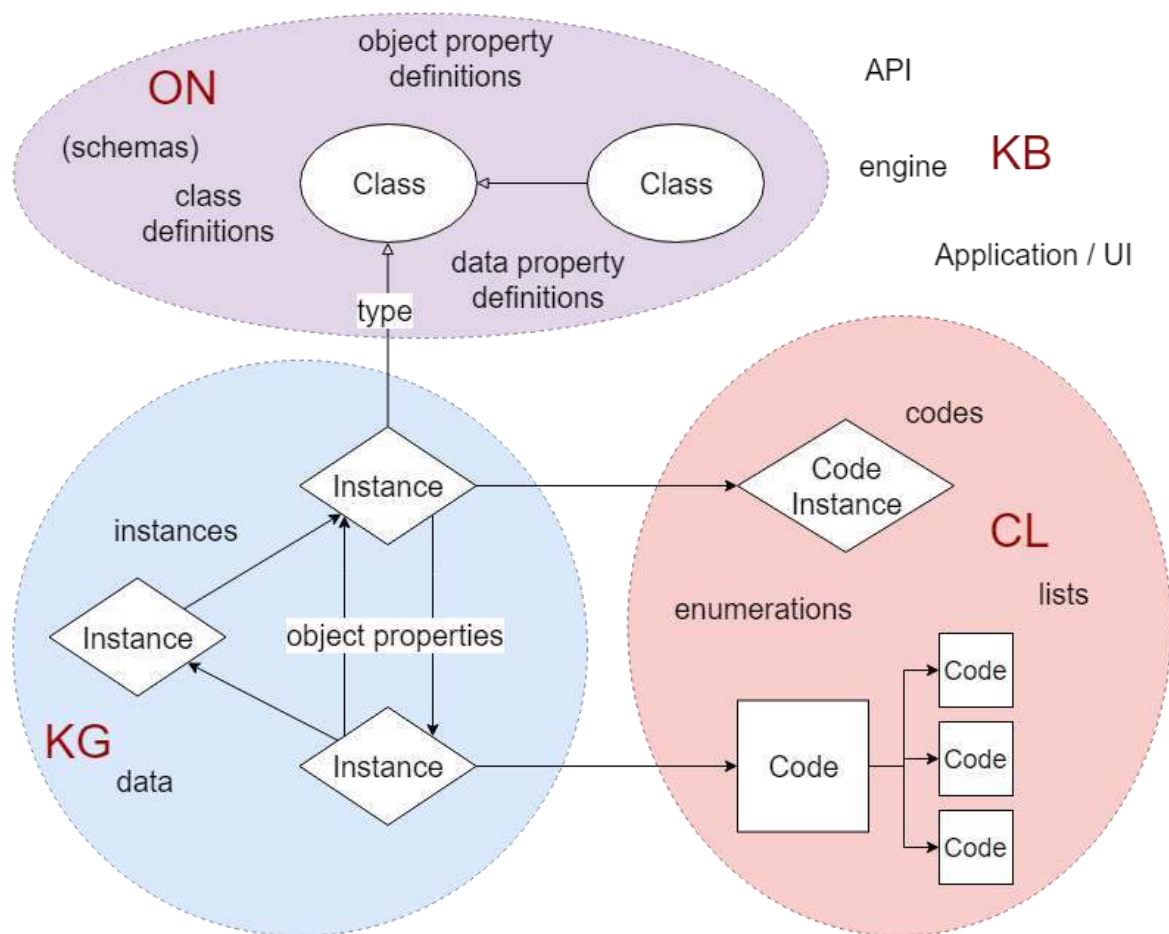 object property
definitions
ON
API
(schemas)
Class
Class
engine
KB
class
definitions
data property
definitions
Application / UI
type
codes
Instance
Code
Instance
instances
CL
enumerations
lists
Instance
object properties
Code
KG
data
Instance
Code
Code
Code